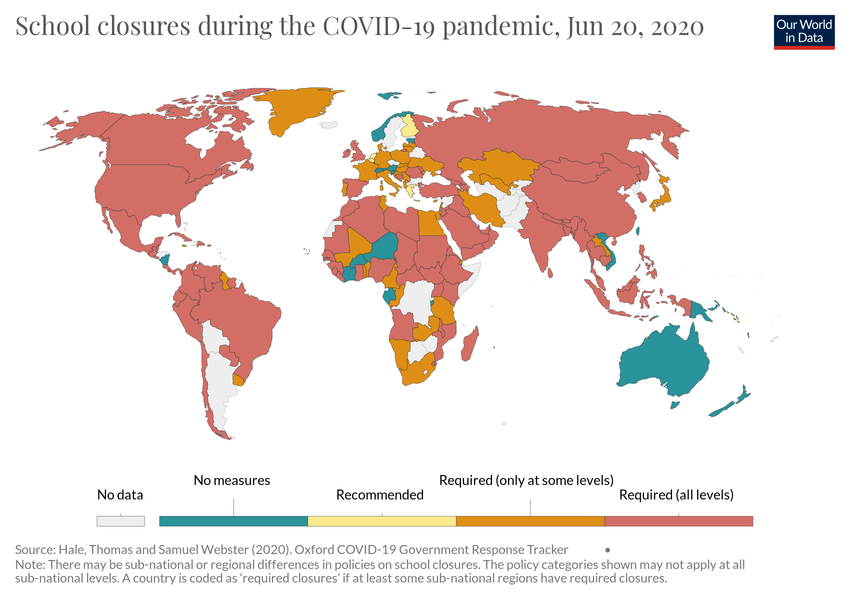 School closures during the COVID-19 pandemic, Jun 20, 2020
Our World
in Data
No data
No measures
Recommended
Required (only at some levels)
Required (all levels)
Source: Hale, Thomas and Samuel Webster (2020). Oxford COVID-19 Government Response Tracker
Note: There may be sub-national or regional differences in policies on school closures. The policy categories shown may not apply at all
sub-national levels. A country is coded as 'required closures' if at least some sub-national regions have required closures.